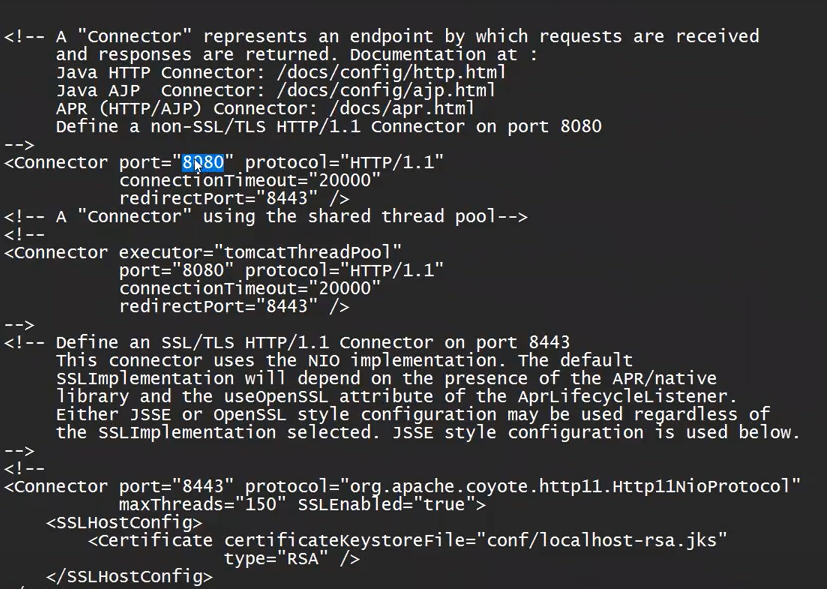 <!-- A "Connector" represents an endpoint by which requests are received
     and responses are returned. Documentation at :
     Java HTTP Connector: /docs/config/http.html
     Java AJP  Connector: /docs/config/ajp.html
     APR (HTTP/AJP) Connector: /docs/apr.html
     Define a non-SSL/TLS HTTP/1.1 Connector on port 8080
-->
<Connector port="8080" protocol="HTTP/1.1"
           connectionTimeout="20000"
           redirectPort="8443" />
<!-- A "Connector" using the shared thread pool-->
<!--
<Connector executor="tomcatThreadPool"
           port="8080" protocol="HTTP/1.1"
           connectionTimeout="20000"
           redirectPort="8443" />
-->
<!-- Define an SSL/TLS HTTP/1.1 Connector on port 8443
     This connector uses the NIO implementation. The default
     SSLImplementation will depend on the presence of the APR/native
     library and the useOpenSSL attribute of the AprLifecycleListener.
     Either JSSE or OpenSSL style configuration may be used regardless of
     the SSLImplementation selected. JSSE style configuration is used below.
-->
<!--
<Connector port="8443" protocol="org.apache.coyote.http11.Http11NioProtocol"
           maxThreads="150" SSLEnabled="true">
    <SSLHostConfig>
        <Certificate certificateKeystoreFile="conf/localhost-rsa.jks"
                     type="RSA" />
    </SSLHostConfig>